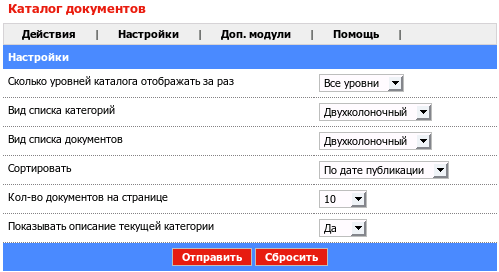 Каталог документов
Действия | Настройки | Доп. модули | Помощь |
Настройки
Сколько уровней каталога отображать за раз Все уровни
Вид списка категорий Двухколоночный
Вид списка документов Двухколоночный
Сортировать По дате публикации
Кол-во документов на странице 10
Показывать описание текущей категории Да
Отправить Сбросить